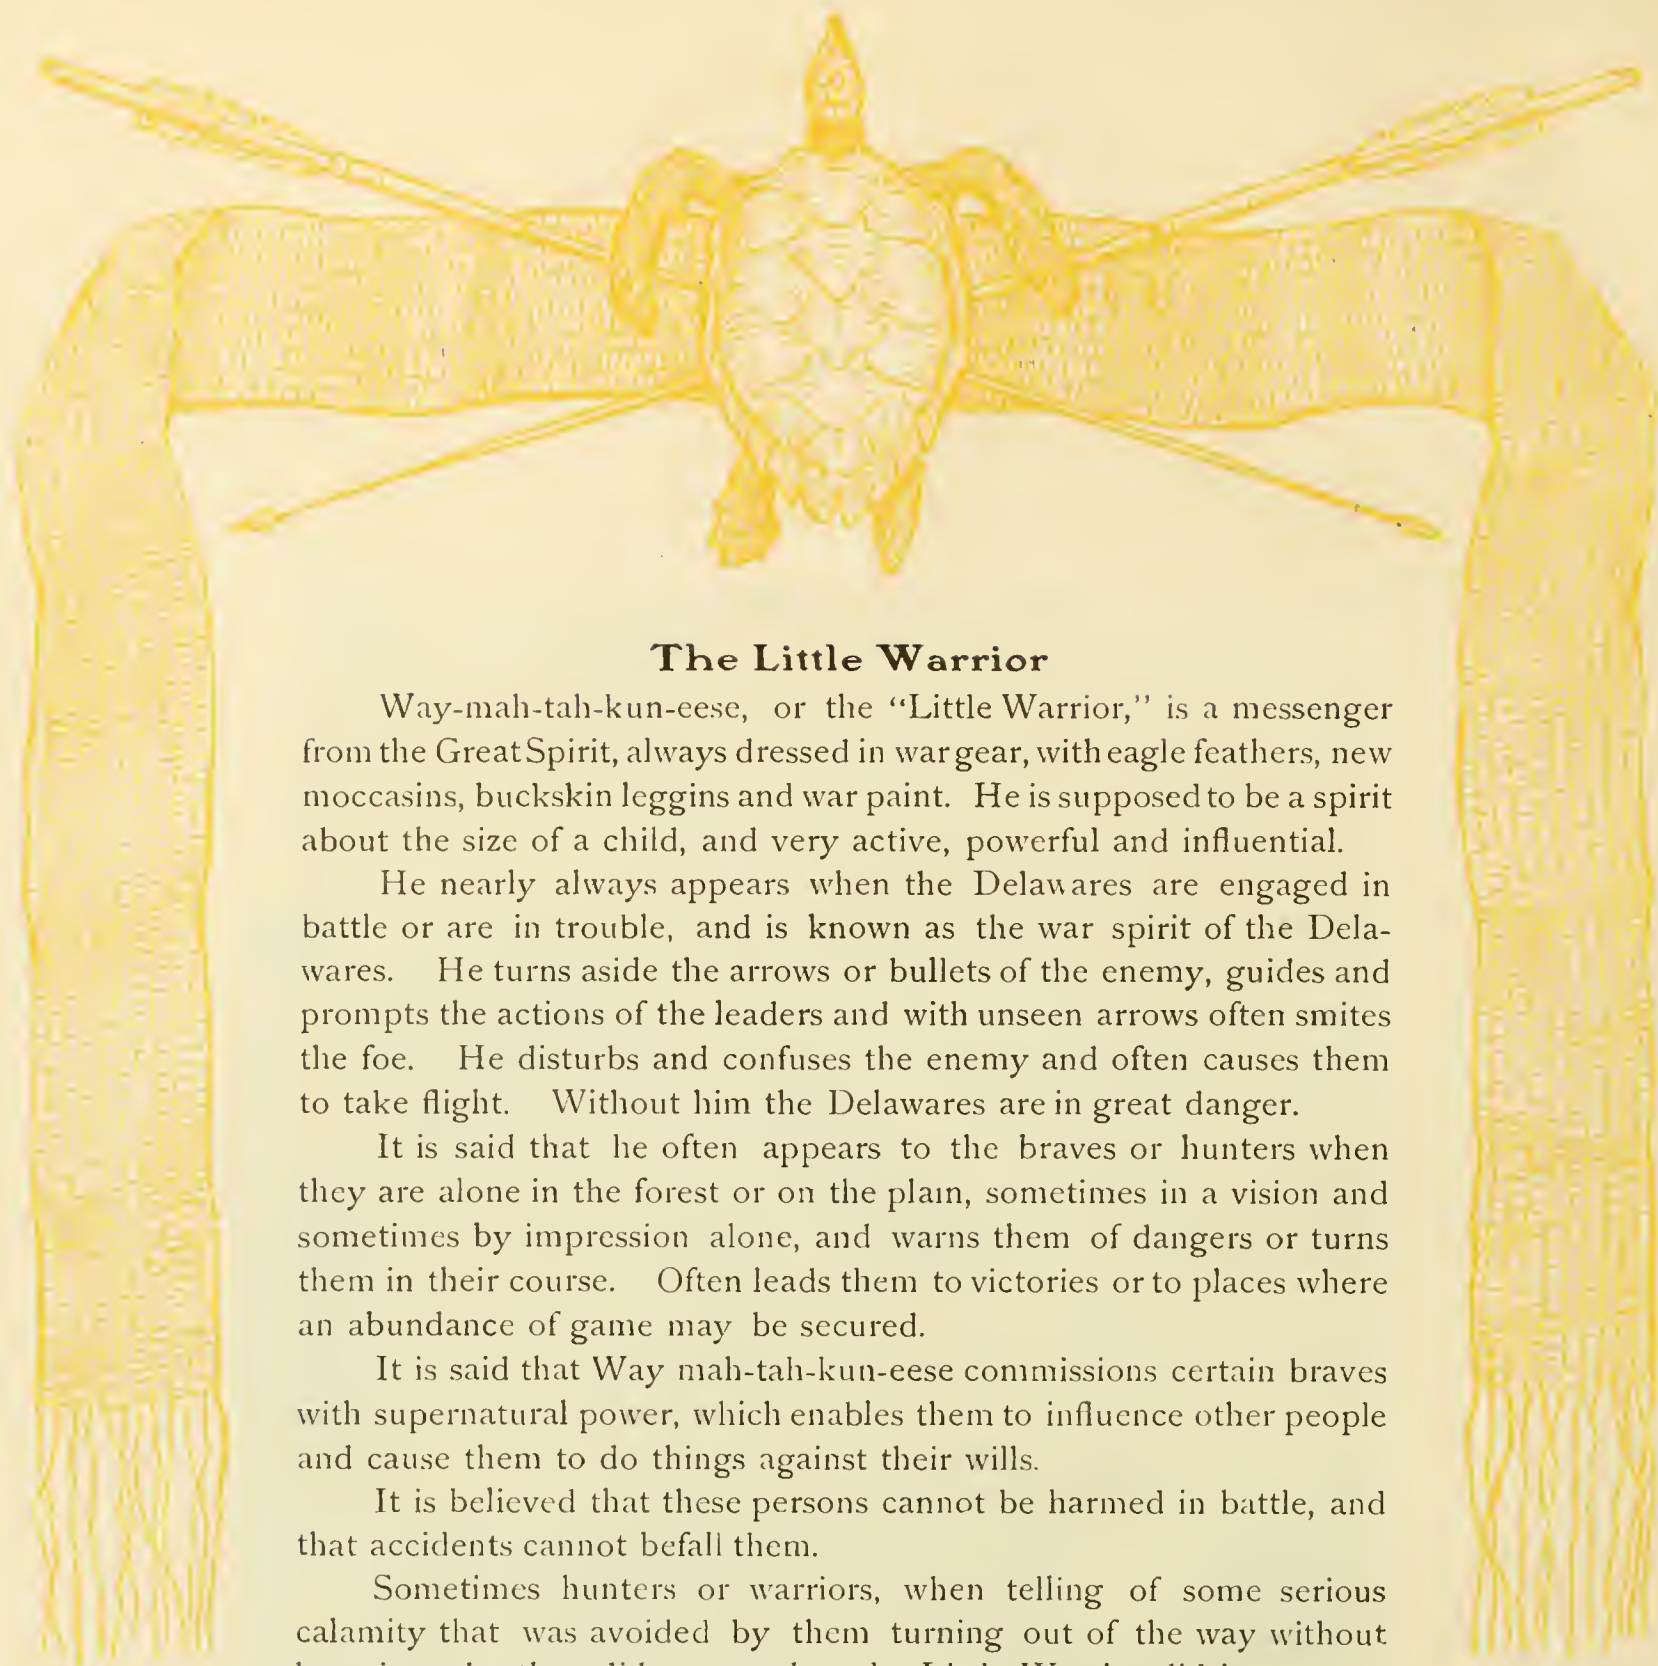 The Little Warrior
Way-mah-tah-kun-eese, or the “Little Warrior,” is a messenger
from the Great Spirit, always dressed in war gear, with eagle feathers, new
moccasins, buckskin leggins and war paint. He is supposed to be a spirit
about the size of a child, and very active, powerful and influential.
He nearly always appears when the Delawares are engaged in
battle or are in trouble, and is known as the war spirit of the Dela-
wares. He turns aside the arrows or bullets of the enemy, guides and
prompts the actions of the leaders and with unseen arrows often smites
the foe. He disturbs and confuses the enemy and often causes them
to take flight. Without him the Delawares are in great danger.
It is said that he often appears to the braves or hunters when
they are alone in the forest or on the plain, sometimes in a vision and
sometimes by impression alone, and warns them of dangers or turns
them in their course. Often leads them to victories or to places where
an abundance of game may be secured.
It is said that Way mah-tah-kun-eese commissions certain braves
with supernatural power, which enables them to influence other people
and cause them to do things against their wills.
It is believed that these persons cannot be harmed in battle, and
that accidents cannot befall them.
Sometimes hunters or warriors, when telling of some serious
calamity that was avoided by them turning out of the way without